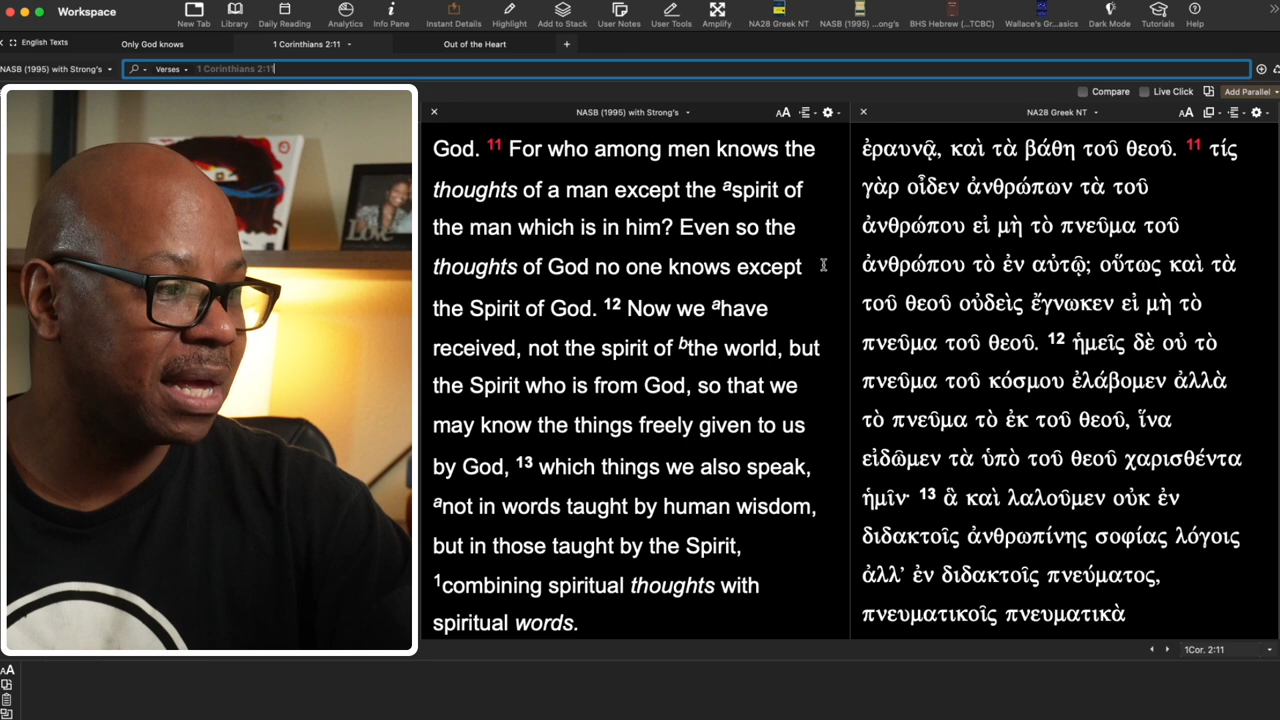 Workspace
New Tab
Library
Daily Reading
Analytics
Info Pane
Instant Details
Highlight
Add to Stack
User Notes
User Tools
Amplify
NA28 Greek NT
NASB (1995) ...ong's
BHS Hebrew (...TCBC)
Wallace's Gr...asics
Dark Mode
Tutorials
Help
English Texts
Only God knows
1 Corinthians 2:11
Out of the Heart
NASB (1995) with Strong's
Verses
1 Corinthians 2:11
Compare
Live Click
Add Parallel
NASB (1995) with Strong's
God. 11 For who among men knows the
thoughts of a man except the aspirit of
the man which is in him? Even so the
thoughts of God no one knows except
the Spirit of God. 12 Now we ahave
received, not the spirit of bthe world, but
the Spirit who is from God, so that we
may know the things freely given to us
by God, 13 which things we also speak,
anot in words taught by human wisdom,
but in those taught by the Spirit,
1combining spiritual thoughts with
spiritual words.
NA28 Greek NT
ἐραυνᾷ, καὶ τὰ βάθη τοῦ θεοῦ. 11 τίς
γὰρ οἶδεν ἀνθρώπων τὰ τοῦ
ἀνθρώπου εἰ μὴ τὸ πνεῦμα τοῦ
ἀνθρώπου τὸ ἐν αὐτῷ; οὕτως καὶ τὰ
τοῦ θεοῦ οὐδεὶς ἔγνωκεν εἰ μὴ τὸ
πνεῦμα τοῦ θεοῦ. 12 ἡμεῖς δὲ οὐ τὸ
πνεῦμα τοῦ κόσμου ἐλάβομεν ἀλλὰ
τὸ πνεῦμα τὸ ἐκ τοῦ θεοῦ, ἵνα
εἰδῶμεν τὰ ὑπὸ τοῦ θεοῦ χαρισθέντα
ἡμῖν· 13 ἃ καὶ λαλοῦμεν οὐκ ἐν
διδακτοῖς ἀνθρωπίνης σοφίας λόγοις
ἀλλ’ ἐν διδακτοῖς πνεύματος,
πνευματικοῖς πνευματικὰ
1Cor. 2:11
LOVE